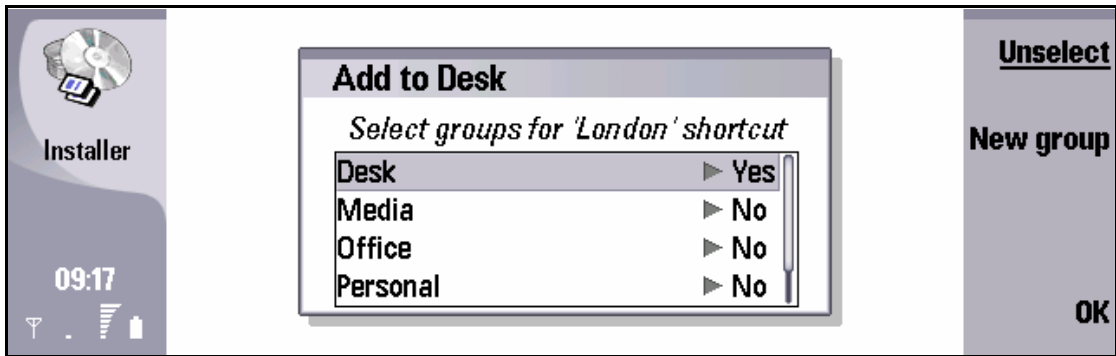 Installer
09:17
Add to Desk
Select groups for 'London' shortcut
Desk Yes
Media No
Office No
Personal No
Unselect
New group
OK